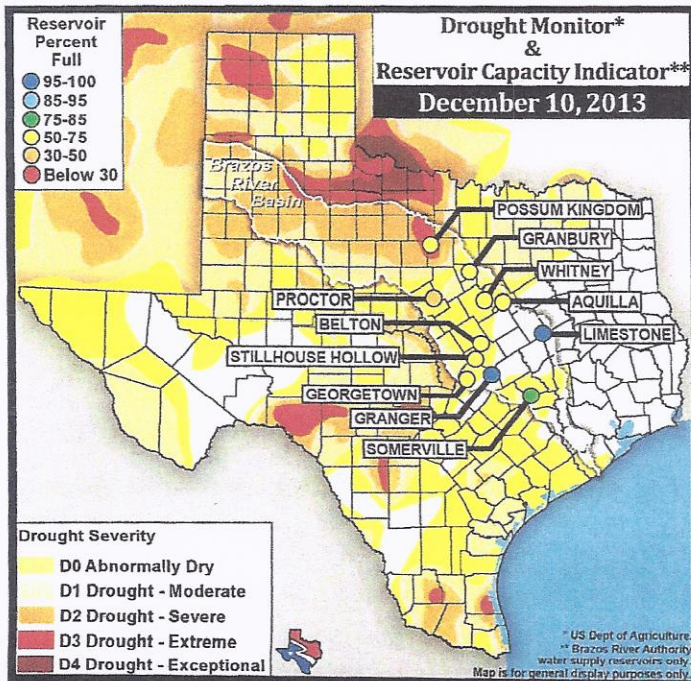 Reservoir
Percent
Full
95-100
85-95
75-85
50-75
30-50
Below 30
Drought Monitor*
&
Reservoir Capacity Indicator**
December 10, 2013
Brazos
River
Basin
POSSUM KINGDOM
GRANBURY
WHITNEY
PROCTOR
AQUILLA
BELTON
LIMESTONE
STILLHOUSE HOLLOW
GEORGETOWN
GRANGER
SOMERVILLE
Drought Severity
D0 Abnormally Dry
D1 Drought - Moderate
D2 Drought - Severe
D3 Drought - Extreme
D4 Drought - Exceptional
* US Dept of Agriculture.
** Brazos River Authority
water supply reservoirs only.
Map is for general display purposes only.